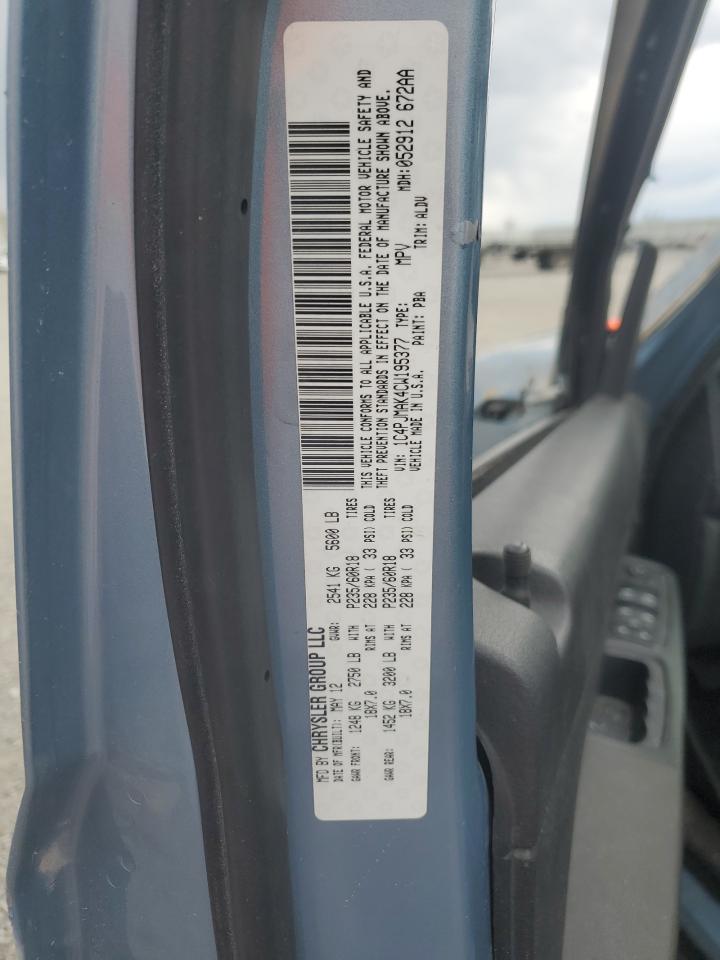 MFD BY CHRYSLER GROUP LLC
DATE OF MFR(BUILT): MAY 12 GVWR: 2541 KG 5600 LB
GAWR FRONT: 1248 KG 2750 LB WITH P235/60R18 TIRES
18X7.0 RIMS AT 228 KPA ( 33 PSI) COLD
GAWR REAR: 1452 KG 3200 LB WITH P235/60R18 TIRES
18X7.0 RIMS AT 228 KPA ( 33 PSI) COLD
THIS VEHICLE CONFORMS TO ALL APPLICABLE U.S.A. FEDERAL MOTOR VEHICLE SAFETY AND
THEFT PREVENTION STANDARDS IN EFFECT ON THE DATE OF MANUFACTURE SHOWN ABOVE.
VIN: 1C4PJMAK4CW195377 TYPE: MPV MDH: 052912 672AA
VEHICLE MADE IN U.S.A. PAINT: PBA TRIM: ALDV